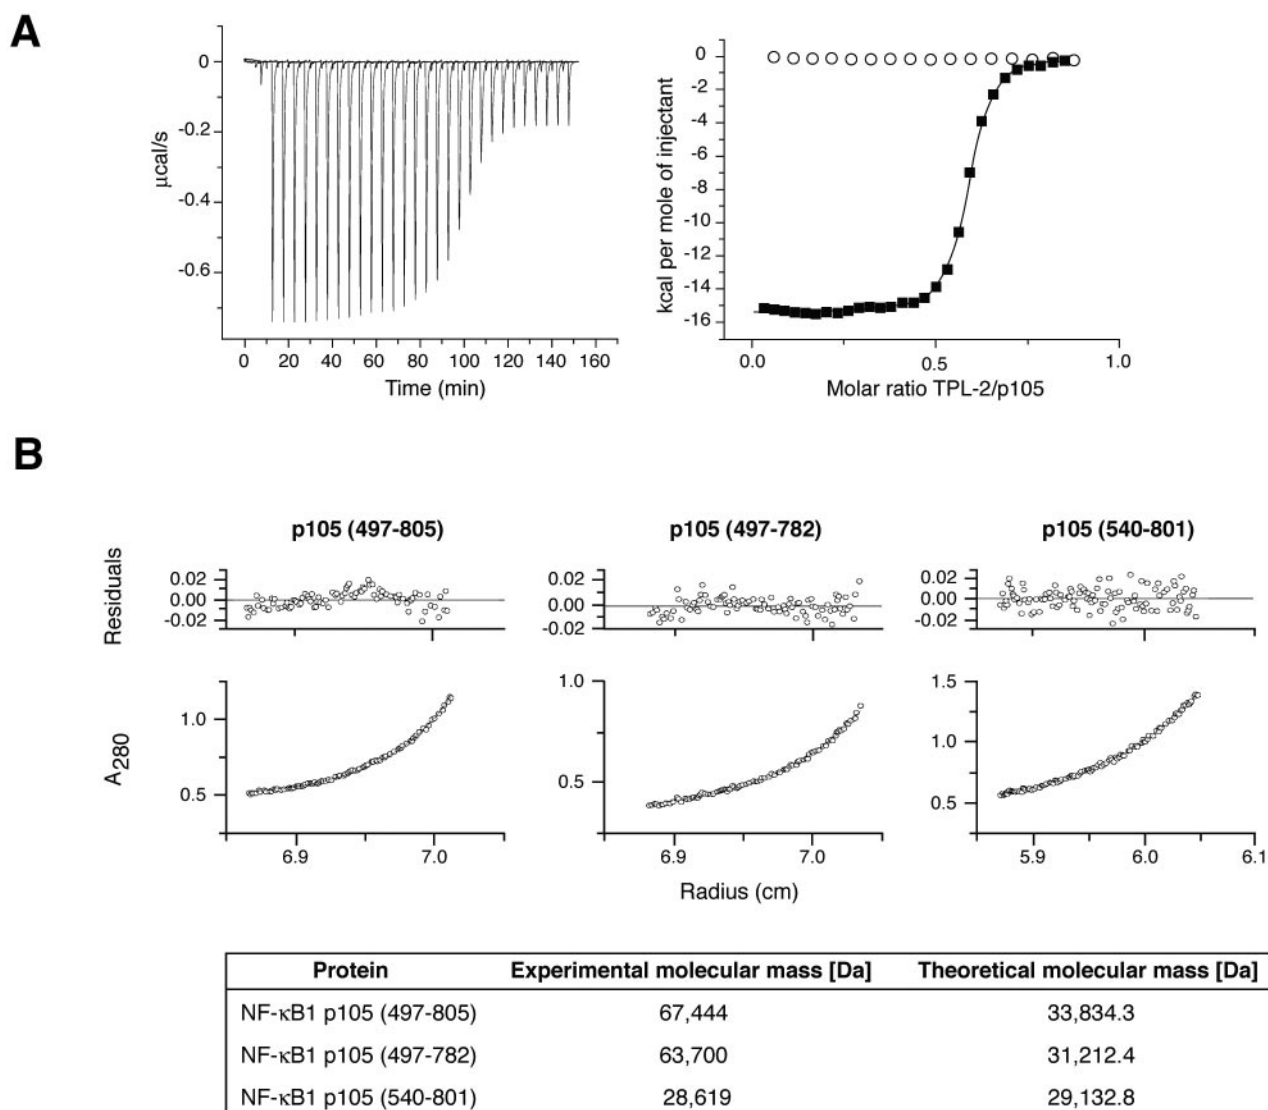 A
0
-0.2
-0.4
-0.6
μcal/s
0 20 40 60 80 100 120 140 160
Time (min)
0
-2
-4
-6
-8
-10
-12
-14
-16
kcal per mole of injectant
0.0 0.5 1.0
Molar ratio TPL-2/p105
B
p105 (497-805) p105 (497-782) p105 (540-801)
Residuals
0.02 0.02 0.02
0.00 0.00 0.00
-0.02 -0.02 -0.02
A280
1.0 1.0 1.5
0.5 0.5 1.0
0.5
6.9 7.0 6.9 7.0 5.9 6.0 6.1
Radius (cm)
Protein Experimental molecular mass [Da] Theoretical molecular mass [Da]
NF-κB1 p105 (497-805) 67,444 33,834.3
NF-κB1 p105 (497-782) 63,700 31,212.4
NF-κB1 p105 (540-801) 28,619 29,132.8